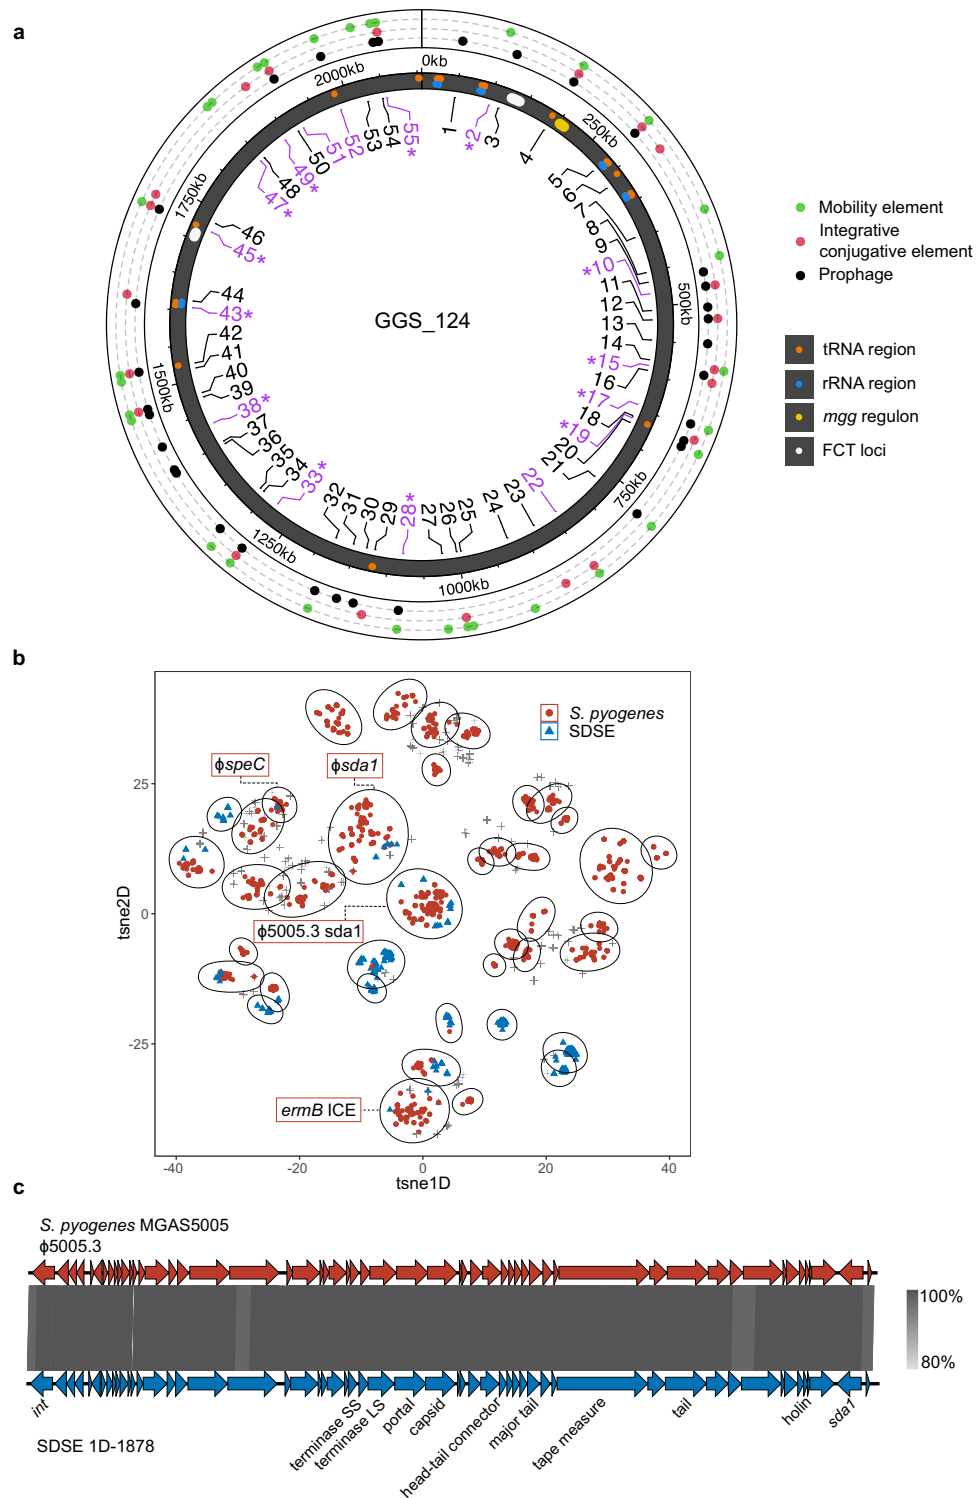 a
0kb
250kb
500kb
750kb
1000kb
1250kb
1500kb
1750kb
2000kb
1
*2
3
4
5
6
7
8
9
*10
11
12
13
14
*15
16
*17
18
*19
20
21
22
23
24
25
26
27
28*
29
30
31
32
33*
34
35
36
37
38*
39
40
41
42
43*
44
45*
46
47*
48
49*
50
51
52
53
54
55*
GGS_124
Mobility element
Integrative
conjugative element
Prophage
tRNA region
rRNA region
mgg regulon
FCT loci
b
S. pyogenes
SDSE
ϕspeC
ϕsda1
ϕ5005.3 sda1
ermB ICE
25
0
-25
tsne2D
-40
-20
0
20
40
tsne1D
c
S. pyogenes MGAS5005
ϕ5005.3
100%
80%
int
terminase SS
terminase LS
portal
capsid
head-tail connector
major tail
tape measure
tail
holin
sda1
SDSE 1D-1878